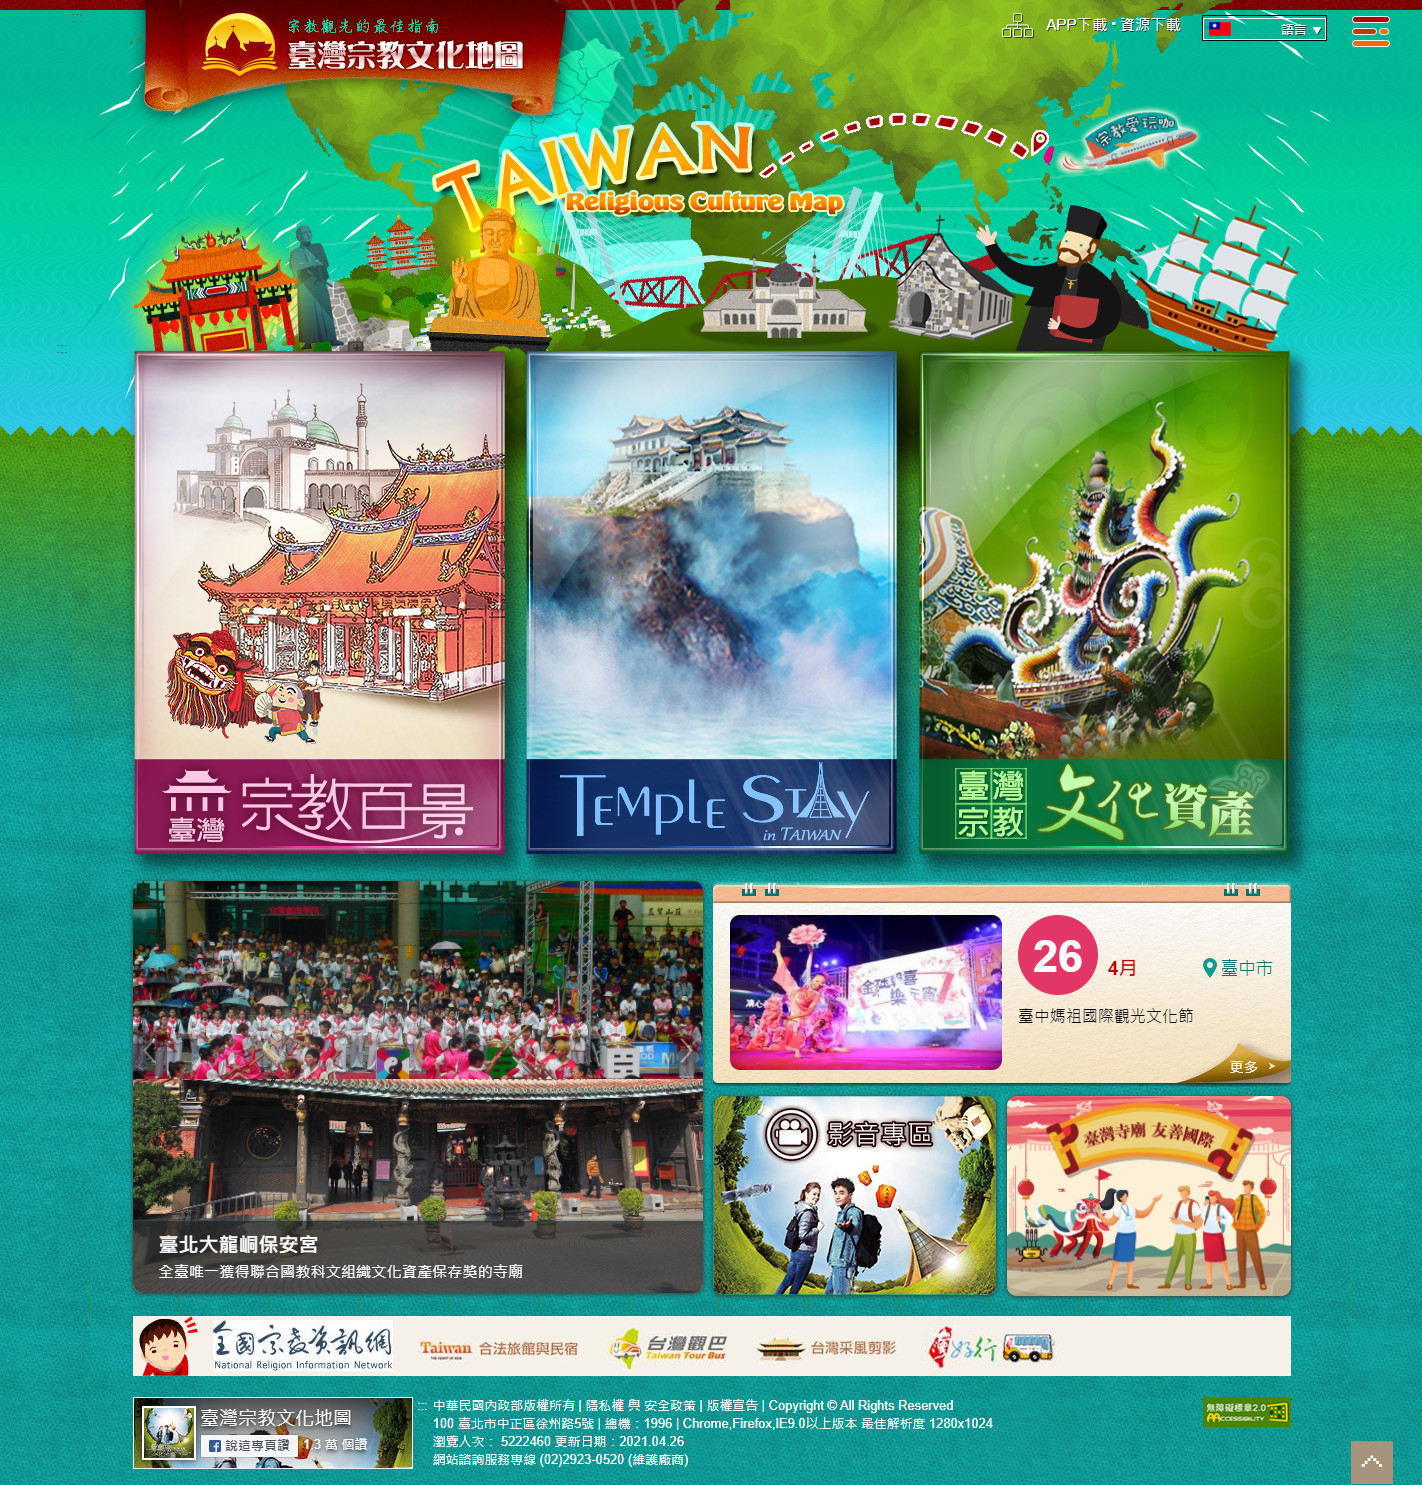 宗教觀光的最佳指南
臺灣宗教文化地圖
APP下載 • 資源下載
語言
TAIWAN
Religious Culture Map
宗教愛玩咖
臺灣 宗教百景
TEMPLE STAY
in TAIWAN
臺灣宗教 文化資產
26 4月 臺中市
臺中媽祖國際觀光文化節
更多
影音專區
臺灣寺廟 友善國際
臺北大龍峒保安宮
全臺唯一獲得聯合國教科文組織文化資產保存獎的寺廟
全國宗教資訊網
National Religion Information Network
Taiwan
THE HEART OF ASIA
合法旅館與民宿
台灣觀巴
Taiwan Tour Bus
台灣采風剪影
好行
臺灣宗教文化地圖
說這專頁讚 1.3 萬 個讚
::: 中華民國內政部版權所有 | 隱私權 與 安全政策 | 版權宣告 | Copyright © All Rights Reserved
100 臺北市中正區徐州路5號 | 總機：1996 | Chrome,Firefox,IE9.0以上版本 最佳解析度 1280x1024
瀏覽人次： 5222460 更新日期：2021.04.26
網站諮詢服務專線 (02)2923-0520 (維護廠商)
無障礙標章2.0
ACCESSIBILITY